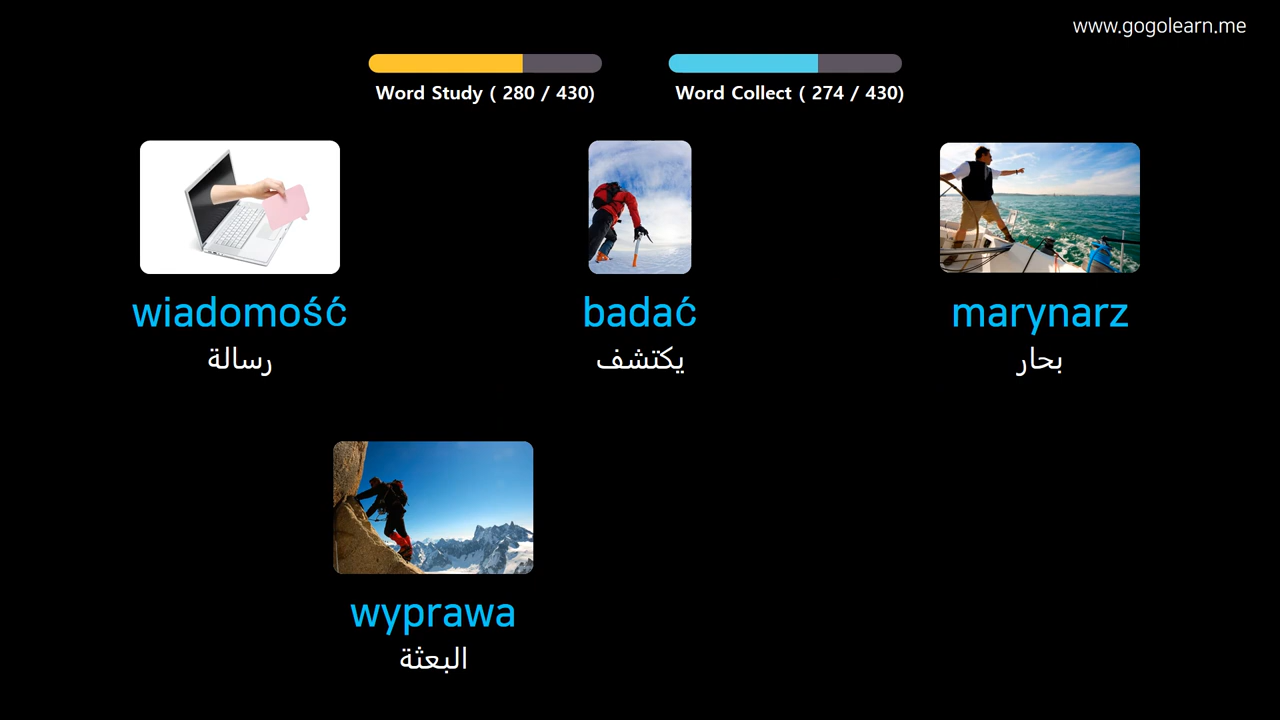 www.gogolearn.me
Word Study ( 280 / 430)
Word Collect ( 274 / 430)
wiadomość
رسالة
badać
يكتشف
marynarz
بحار
wyprawa
البعثة